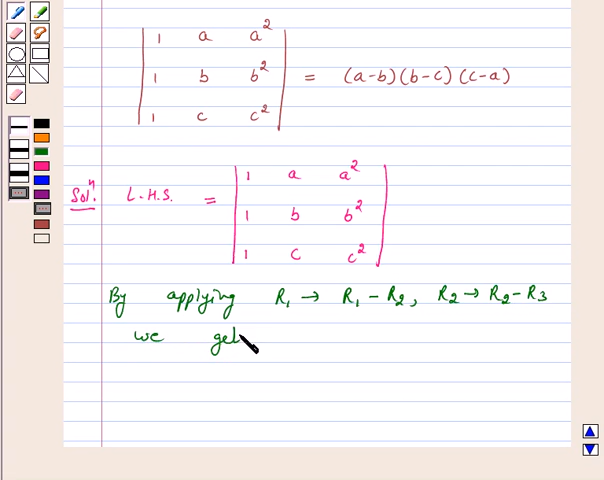 1 a a²
1 b b² = (a-b)(b-c)(c-a)
1 c c²
1 a a²
Solⁿ. L.H.S. = 1 b b²
1 c c²
By applying R₁ → R₁ - R₂, R₂ → R₂ - R₃
we get